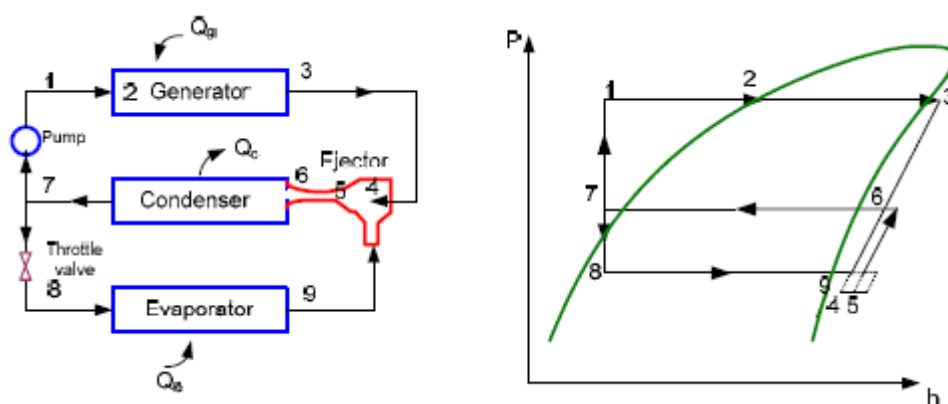 Qg
1
2 Generator
3
Pump
Qc
Ejector
7
Condenser
6
5
4
Throttle
valve
8
Evaporator
9
Qe
P
1
2
3
7
6
8
9
4 5
h